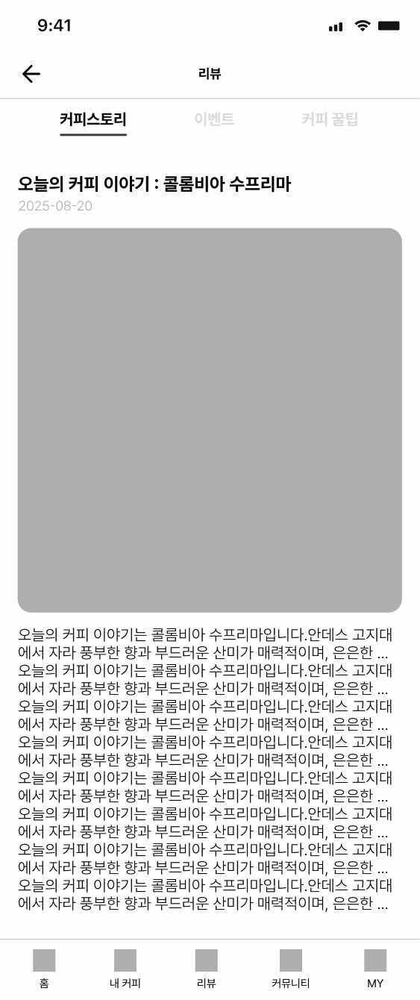 9:41
리뷰
커피스토리 이벤트 커피 꿀팁
오늘의 커피 이야기 : 콜롬비아 수프리마
2025-08-20
오늘의 커피 이야기는 콜롬비아 수프리마입니다.안데스 고지대
에서 자라 풍부한 향과 부드러운 산미가 매력적이며, 은은한 ...
오늘의 커피 이야기는 콜롬비아 수프리마입니다.안데스 고지대
에서 자라 풍부한 향과 부드러운 산미가 매력적이며, 은은한 ...
오늘의 커피 이야기는 콜롬비아 수프리마입니다.안데스 고지대
에서 자라 풍부한 향과 부드러운 산미가 매력적이며, 은은한 ...
오늘의 커피 이야기는 콜롬비아 수프리마입니다.안데스 고지대
에서 자라 풍부한 향과 부드러운 산미가 매력적이며, 은은한 ...
오늘의 커피 이야기는 콜롬비아 수프리마입니다.안데스 고지대
에서 자라 풍부한 향과 부드러운 산미가 매력적이며, 은은한 ...
오늘의 커피 이야기는 콜롬비아 수프리마입니다.안데스 고지대
에서 자라 풍부한 향과 부드러운 산미가 매력적이며, 은은한 ...
오늘의 커피 이야기는 콜롬비아 수프리마입니다.안데스 고지대
에서 자라 풍부한 향과 부드러운 산미가 매력적이며, 은은한 ...
오늘의 커피 이야기는 콜롬비아 수프리마입니다.안데스 고지대
에서 자라 풍부한 향과 부드러운 산미가 매력적이며, 은은한 ...
홈 내 커피 리뷰 커뮤니티 MY